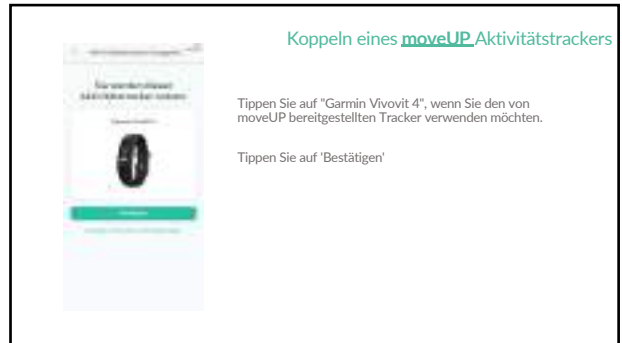 Koppeln eines moveUP Aktivitätstrackers
Tippen Sie auf "Garmin Vivovit 4", wenn Sie den von
moveUP bereitgestellten Tracker verwenden möchten.
Tippen Sie auf 'Bestätigen'